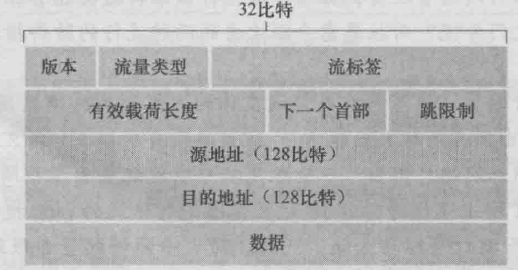 32比特
版本 流量类型 流标签
有效载荷长度 下一个首部 跳限制
源地址（128比特）
目的地址（128比特）
数据